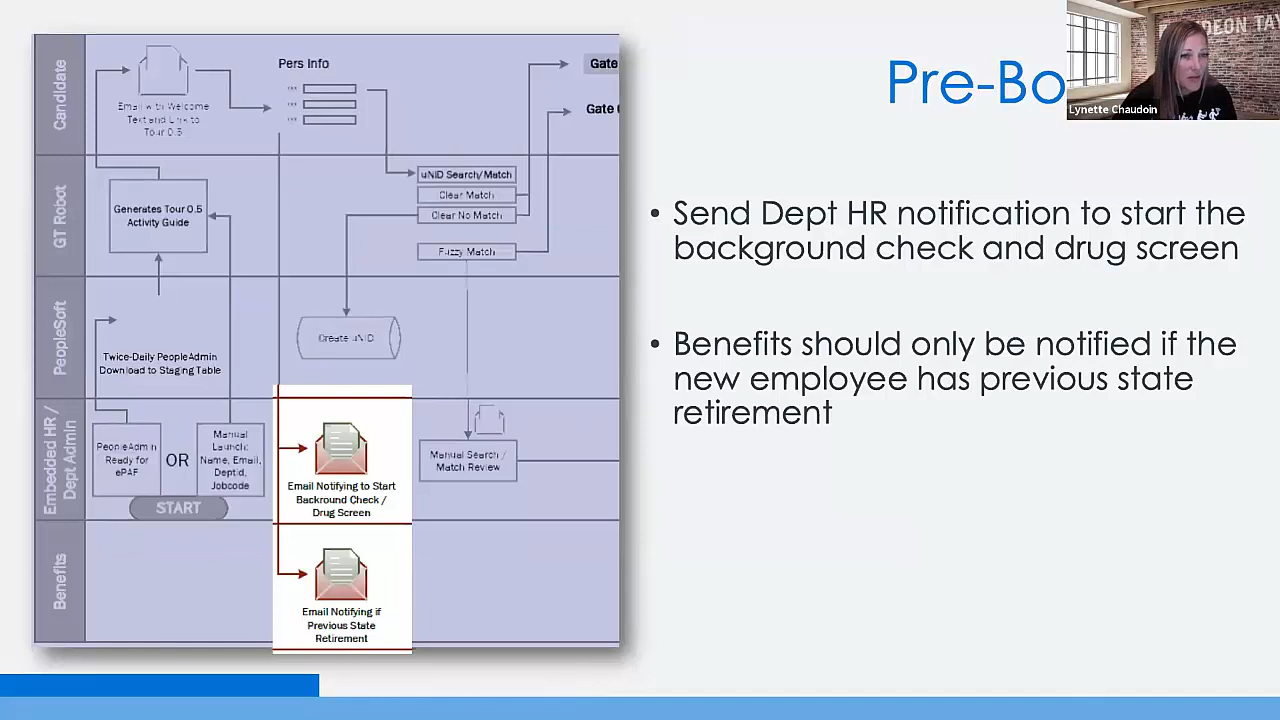 Candidate
Email with Welcome
Text and Link to
Tour 0.5
Pers Info
Gate
Gate
GT Robot
Generates Tour 0.5
Activity Guide
uNID Search/Match
Clear Match
Clear No Match
Fuzzy Match
PeopleSoft
Create uNID
Twice-Daily PeopleAdmin
Download to Staging Table
Embedded HR /
Dept Admin
PeopleAdmin
Ready for
ePAF
OR
Manual
Launch:
Name, Email,
DeptId,
Jobcode
START
Email Notifying to Start
Backround Check /
Drug Screen
Manual Search /
Match Review
Benefits
Email Notifying if
Previous State
Retirement
Pre-Bo
DEON TAY
Lynette Chaudoin
• Send Dept HR notification to start the
background check and drug screen
• Benefits should only be notified if the
new employee has previous state
retirement